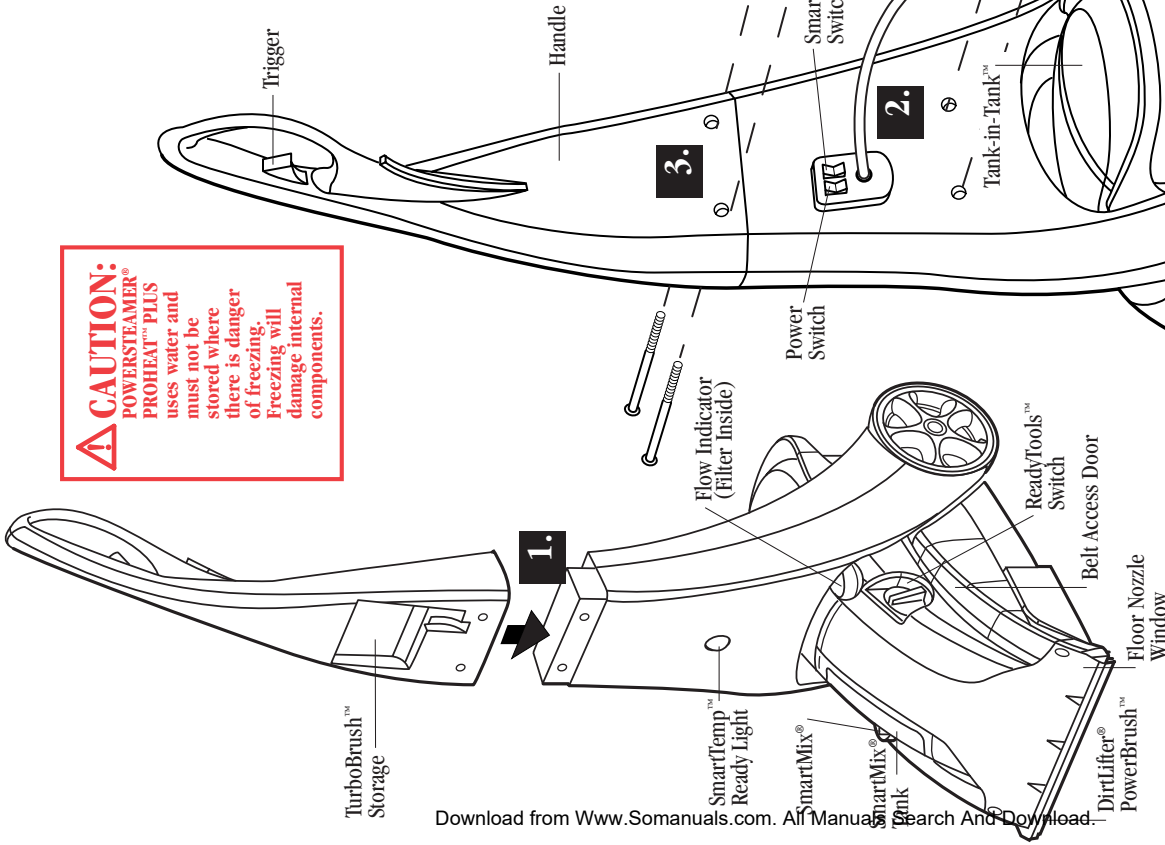 CAUTION:
POWERSTEAMER®
PROHEAT™ PLUS
uses water and
must not be
stored where
there is danger
of freezing.
Freezing will
damage internal
components.
Trigger
Handle
3.
2.
Power
Switch
Smar
Switc
Tank-in-Tank™
1.
TurboBrush™
Storage
Flow Indicator
(Filter Inside)
ReadyTools™
Switch
Belt Access Door
Floor Nozzle
Window
SmartTemp™
Ready Light
SmartMix®
SmartMix®
Tank
DirtLifter®
PowerBrush™
Download from Www.Somanuals.com. All Manuals Search And Download.